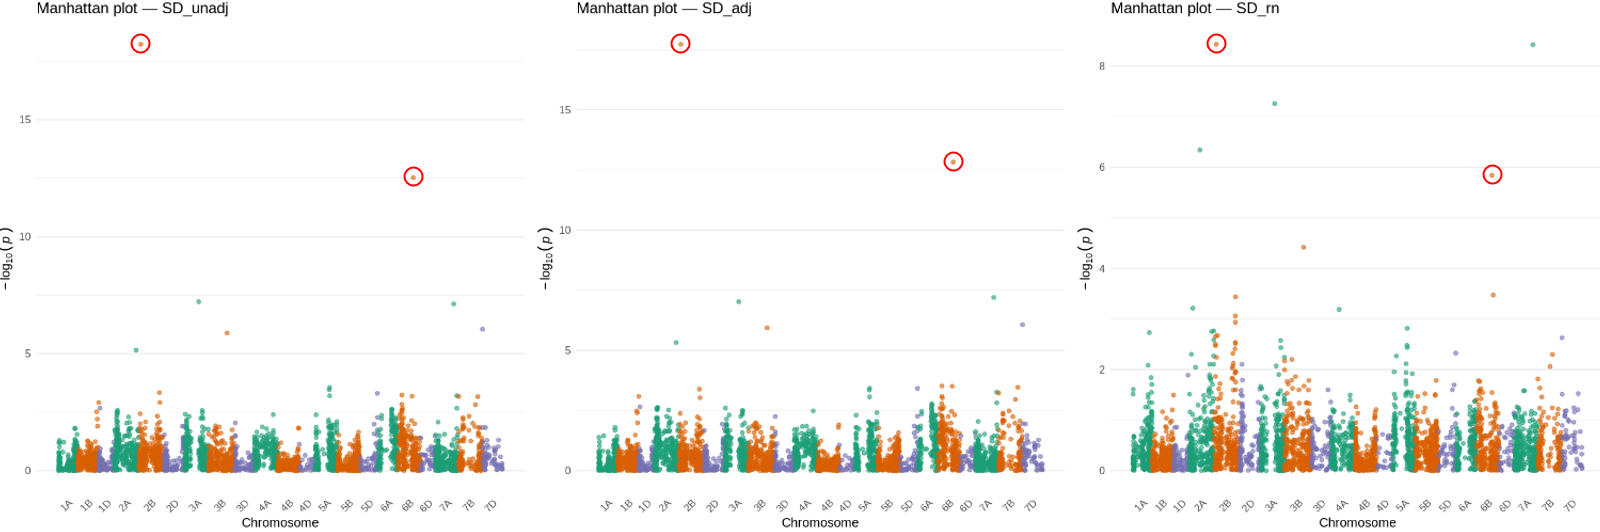 Manhattan plot — SD_unadj
15
10
5
0
−log10(p)
1A 1B 1D 2A 2B 2D 3A 3B 3D 4A 4B 4D 5A 5B 5D 6A 6B 6D 7A 7B 7D
Chromosome
Manhattan plot — SD_adj
15
10
5
0
−log10(p)
1A 1B 1D 2A 2B 2D 3A 3B 3D 4A 4B 4D 5A 5B 5D 6A 6B 6D 7A 7B 7D
Chromosome
Manhattan plot — SD_rn
8
6
4
2
0
−log10(p)
1A 1B 1D 2A 2B 2D 3A 3B 3D 4A 4B 4D 5A 5B 5D 6A 6B 6D 7A 7B 7D
Chromosome